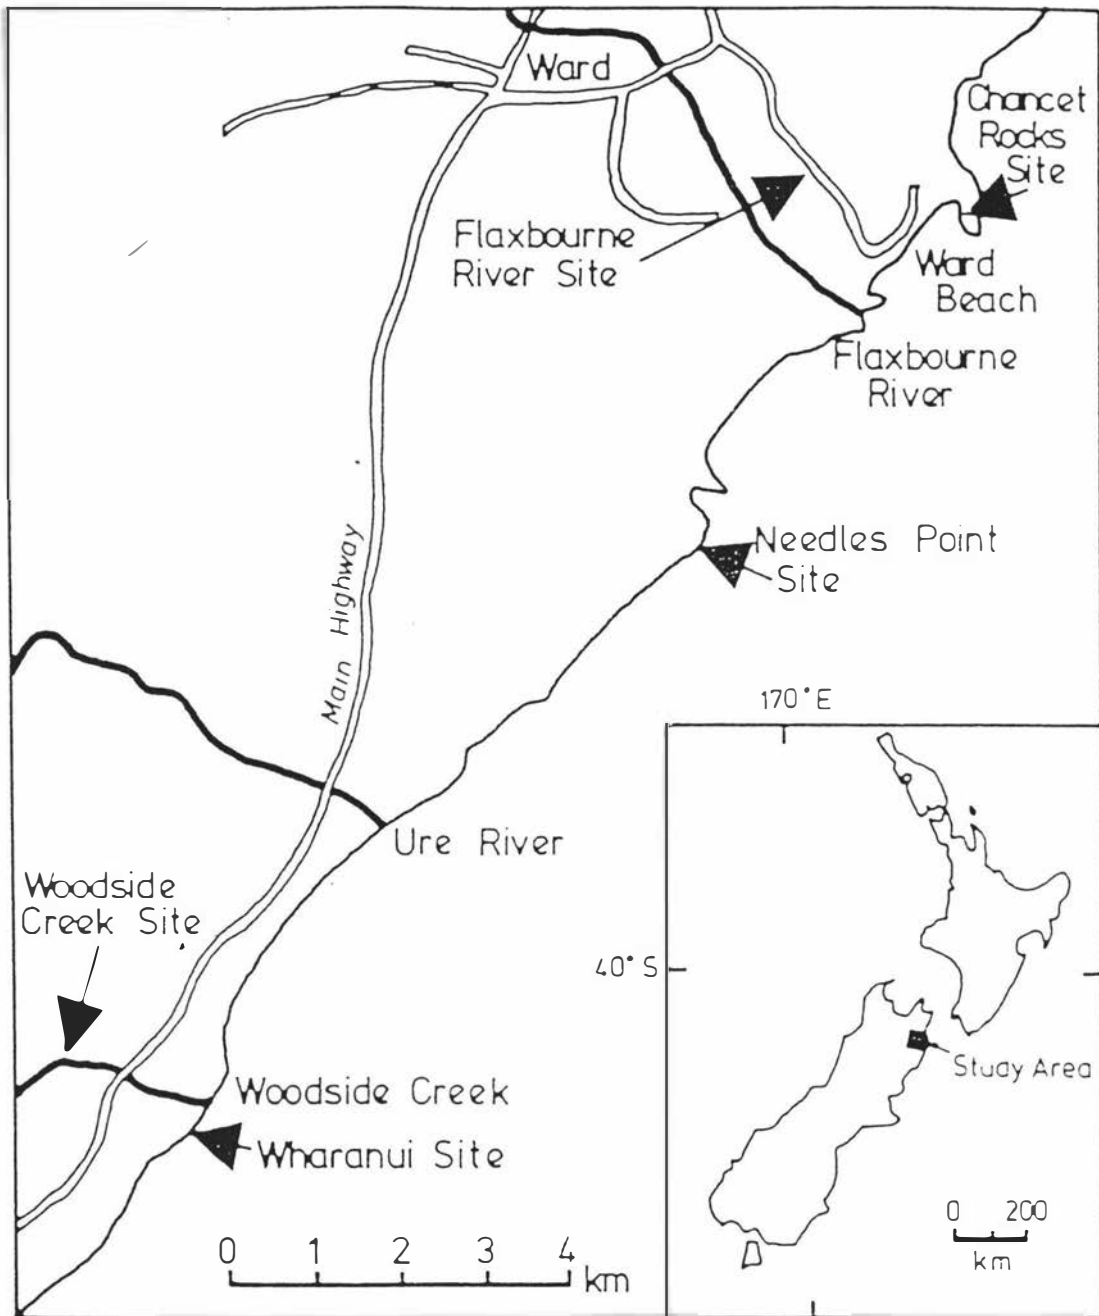 Ward
Chancet
Rocks
Site
Flaxbourne
River Site
Ward
Beach
Flaxbourne
River
Needles Point
Site
Main Highway
170°E
Ure River
Woodside
Creek Site
40°S
Study Area
Woodside Creek
Wharanui Site
0 200
km
0 1 2 3 4
km